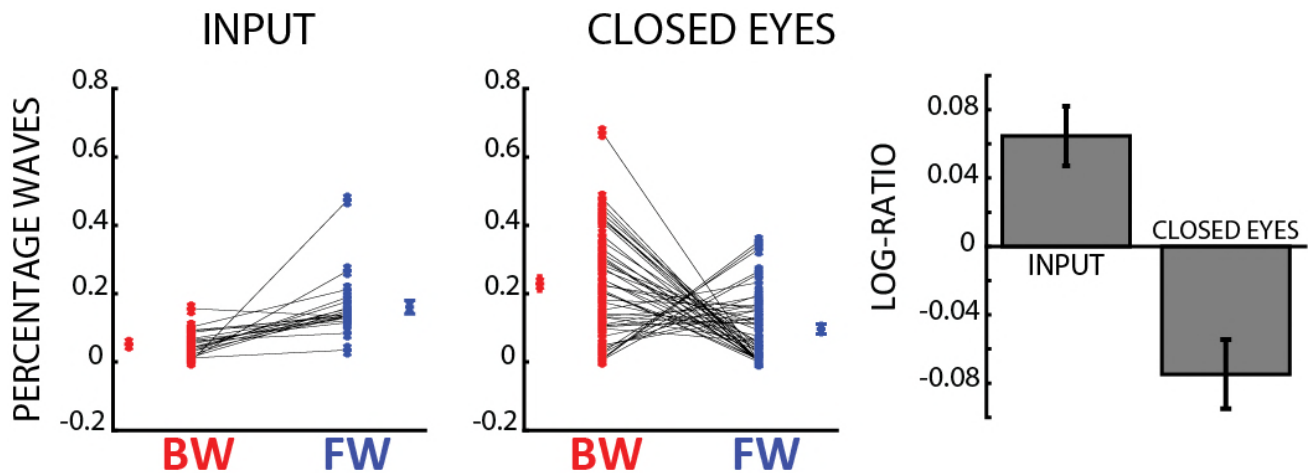 INPUT
PERCENTAGE WAVES
0.8
0.6
0.4
0.2
0
-0.2
BW
FW
CLOSED EYES
0.8
0.6
0.4
0.2
0
-0.2
BW
FW
LOG-RATIO
0.08
0.04
0
-0.04
-0.08
INPUT
CLOSED EYES